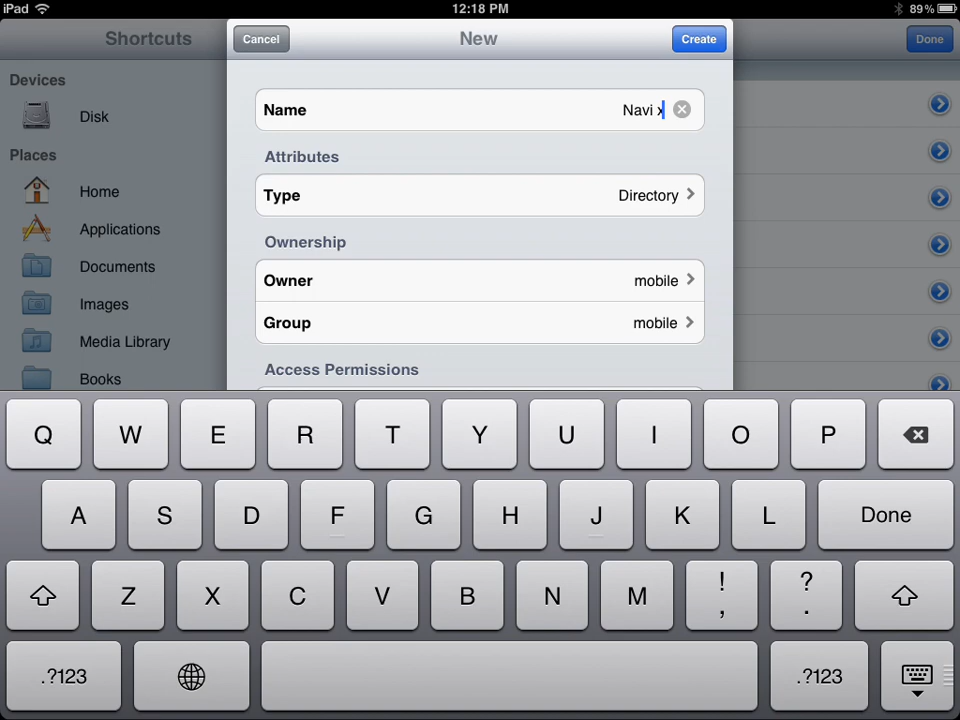 iPad 12:18 PM 89%
Shortcuts
Cancel New Create
Done
Devices
Disk
Places
Home
Applications
Documents
Images
Media Library
Books
Name Navi x
Attributes
Type Directory
Ownership
Owner mobile
Group mobile
Access Permissions
Q W E R T Y U I O P
A S D F G H J K L Done
Z X C V B N M ! , ? .
.?123 .?123